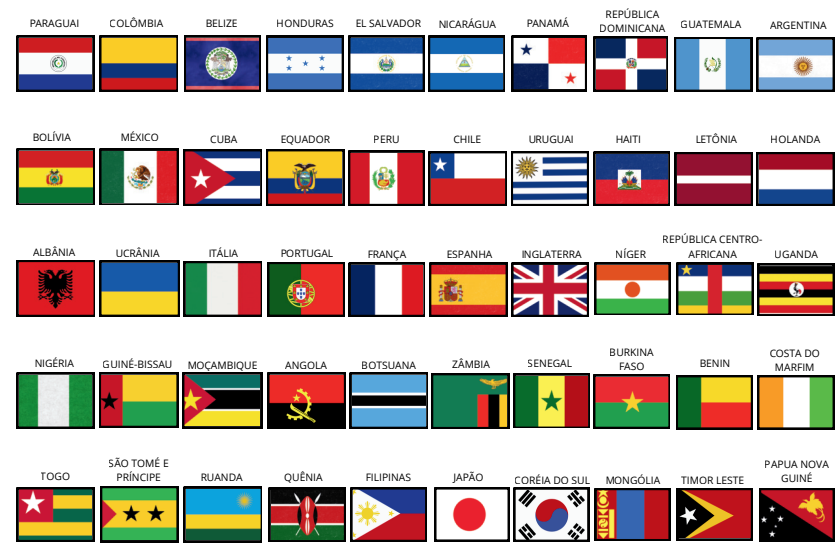 PARAGUAI
COLÔMBIA
BELIZE
HONDURAS
EL SALVADOR
NICARÁGUA
PANAMÁ
REPÚBLICA
DOMINICANA
GUATEMALA
ARGENTINA
BOLÍVIA
MÉXICO
CUBA
EQUADOR
PERU
CHILE
URUGUAI
HAITI
LETÔNIA
HOLANDA
ALBÂNIA
UCRÂNIA
ITÁLIA
PORTUGAL
FRANÇA
ESPANHA
INGLATERRA
NÍGER
REPÚBLICA CENTRO-
AFRICANA
UGANDA
NIGÉRIA
GUINÉ-BISSAU
MOÇAMBIQUE
ANGOLA
BOTSUANA
ZÂMBIA
SENEGAL
BURKINA
FASO
BENIN
COSTA DO
MARFIM
TOGO
SÃO TOMÉ E
PRÍNCIPE
RUANDA
QUÊNIA
FILIPINAS
JAPÃO
CORÉIA DO SUL
MONGÓLIA
TIMOR LESTE
PAPUA NOVA
GUINÉ